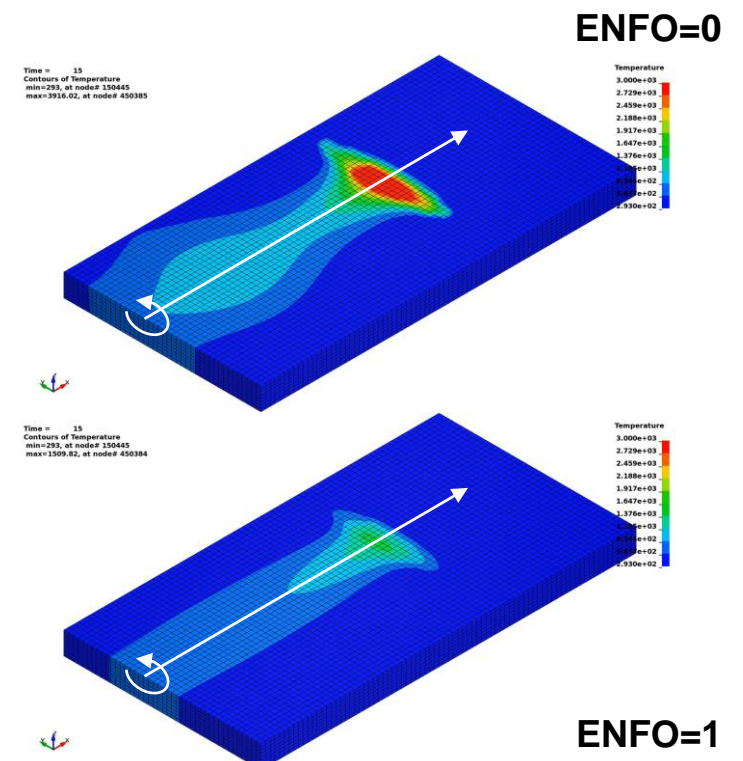 ENFO=0
Time = 15
Contours of Temperature
min=293, at node# 150445
max=3916.02, at node# 450385
Temperature
3.000e+03
2.729e+03
2.459e+03
2.188e+03
1.917e+03
1.647e+03
1.376e+03
2.930e+02
Time = 15
Contours of Temperature
min=293, at node# 150445
max=1509.82, at node# 450384
Temperature
3.000e+03
2.729e+03
2.459e+03
2.188e+03
1.917e+03
1.647e+03
1.376e+03
2.930e+02
ENFO=1